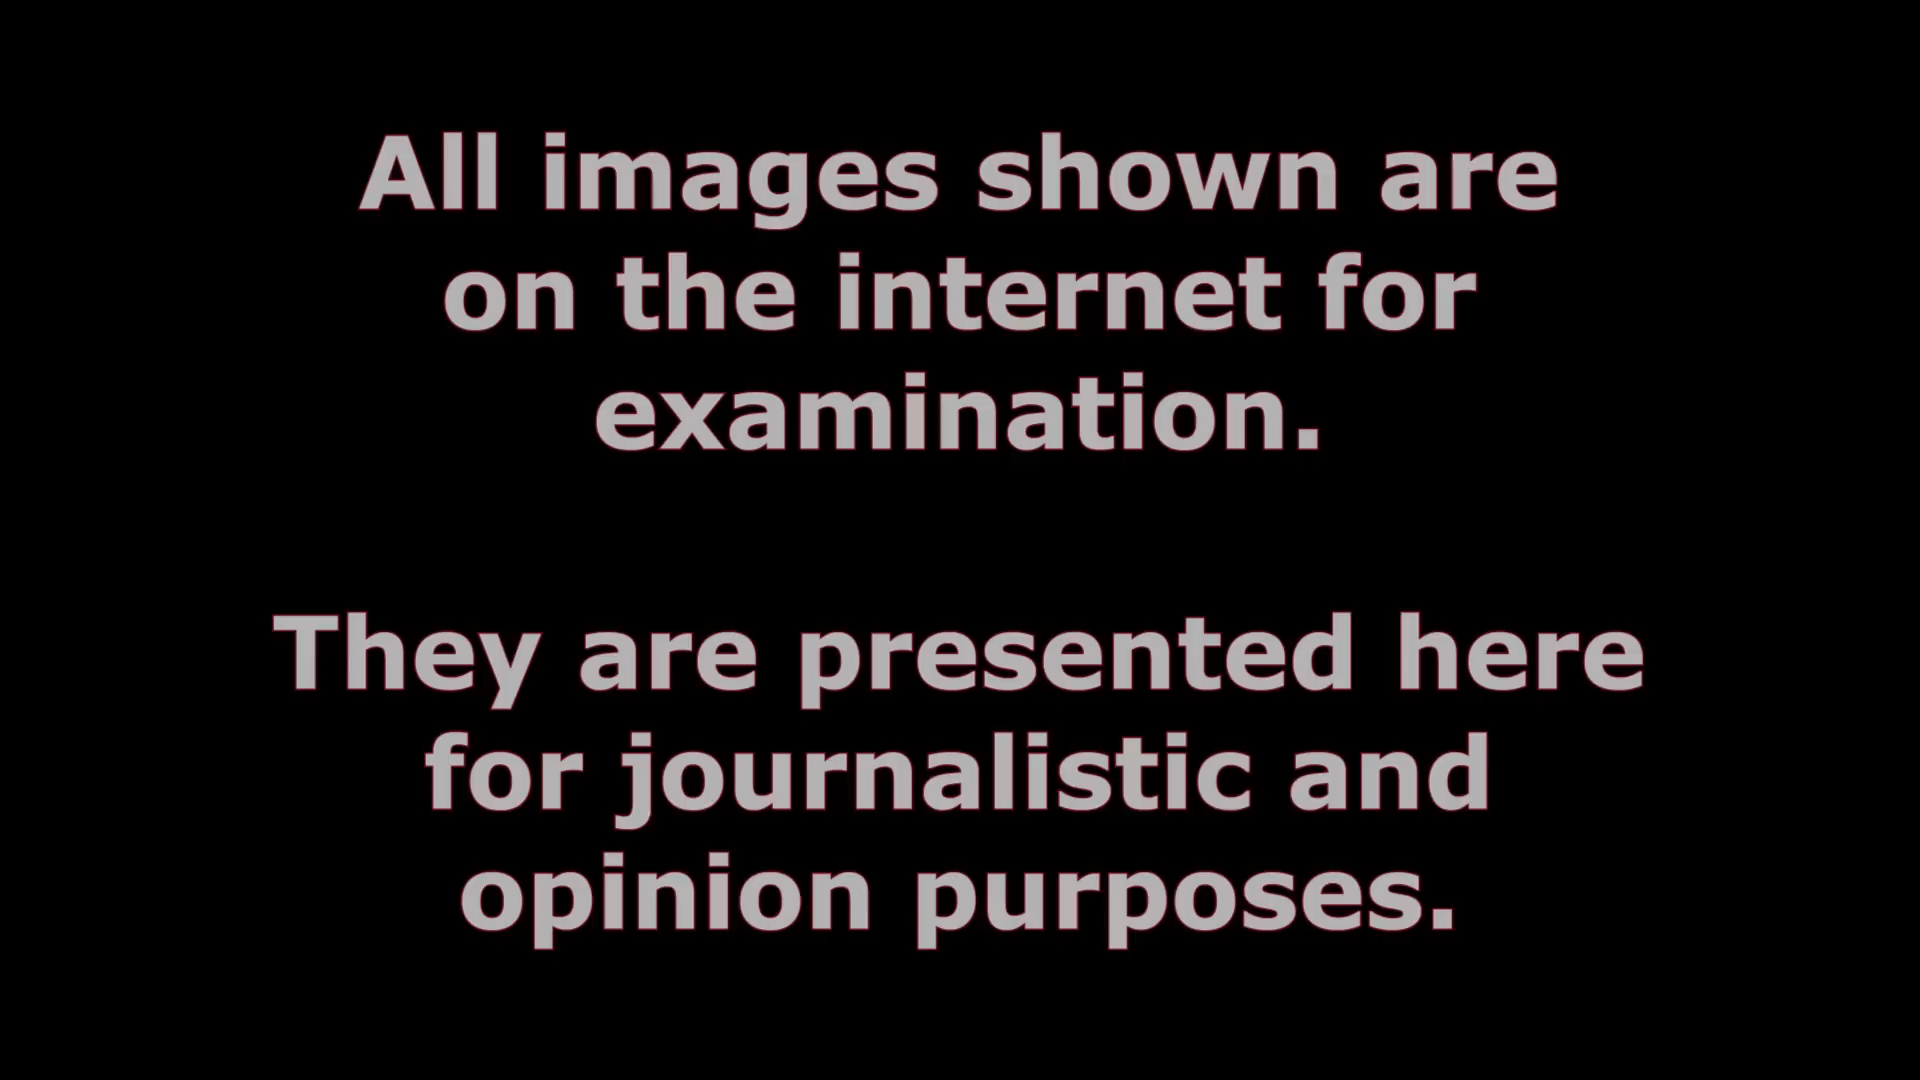 All images shown are
on the internet for
examination.
They are presented here
for journalistic and
opinion purposes.